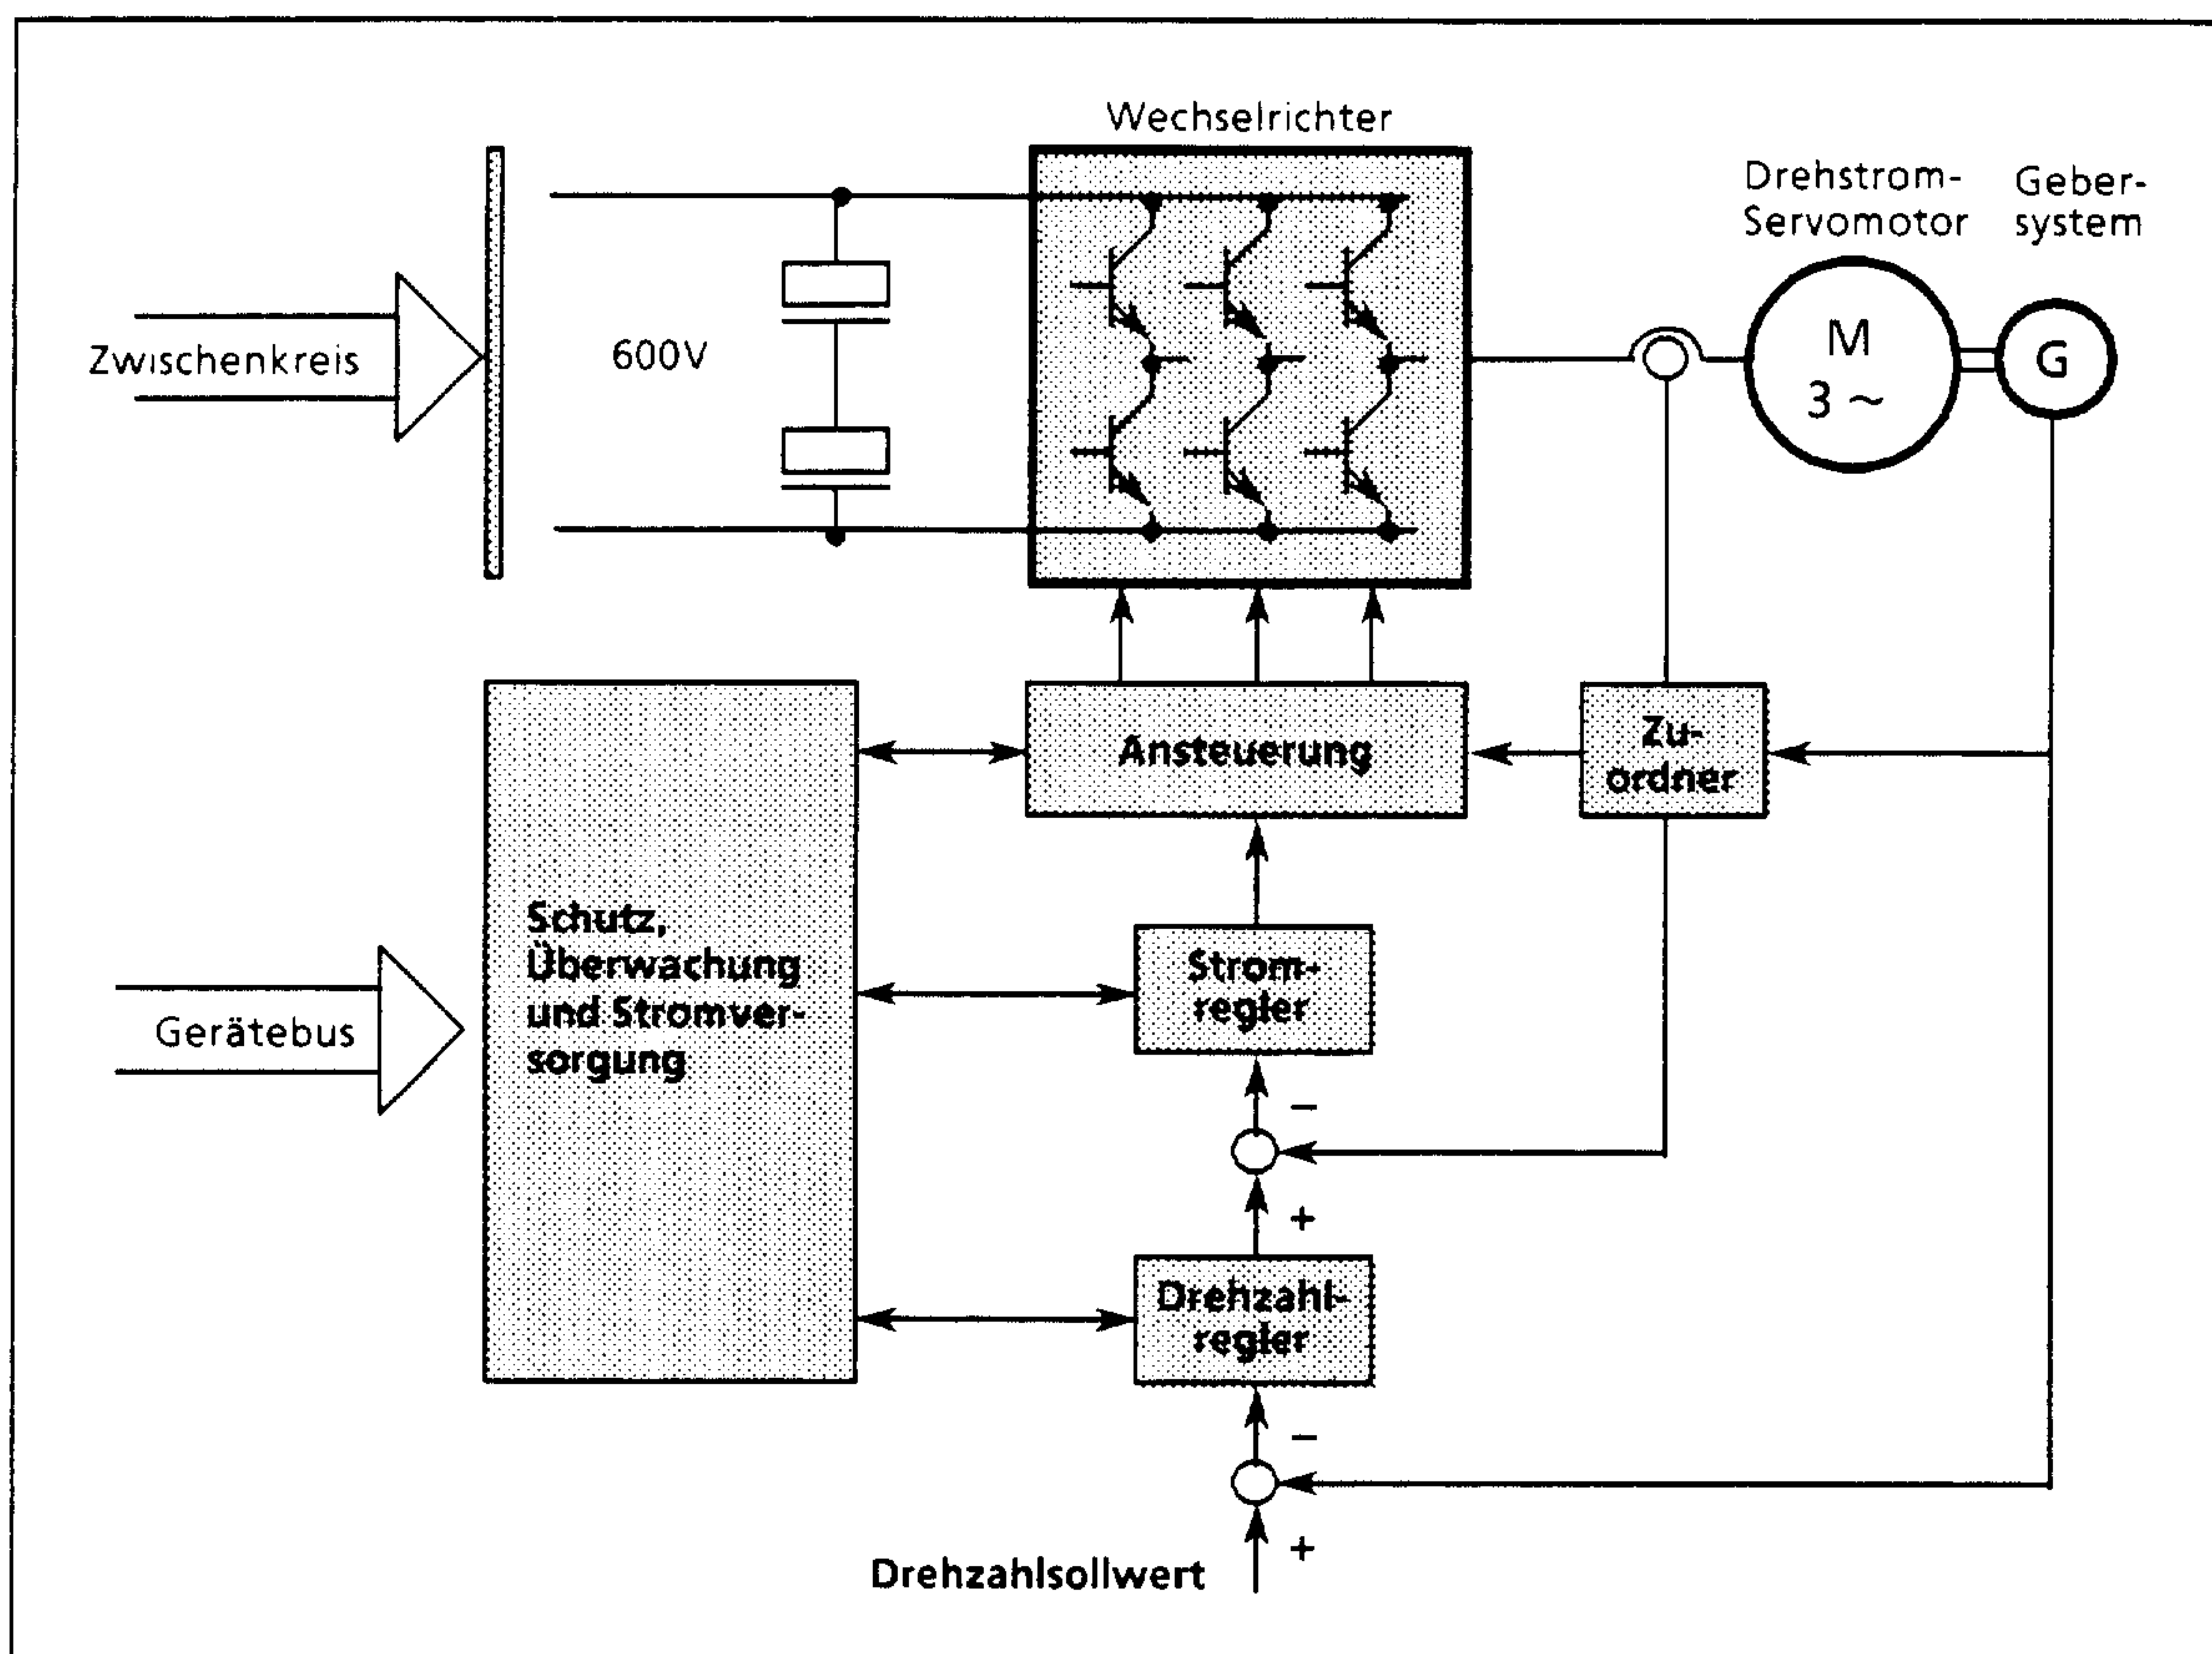 Wechselrichter
Drehstrom-
Servomotor
Geber-
system
Zwischenkreis
600V
M
3 ~
G
Ansteuerung
Zu-
ordner
Schutz,
Überwachung
und Stromver-
sorgung
Strom-
regler
Gerätebus
−
+
Drehzahl-
regler
−
+
Drehzahlsollwert